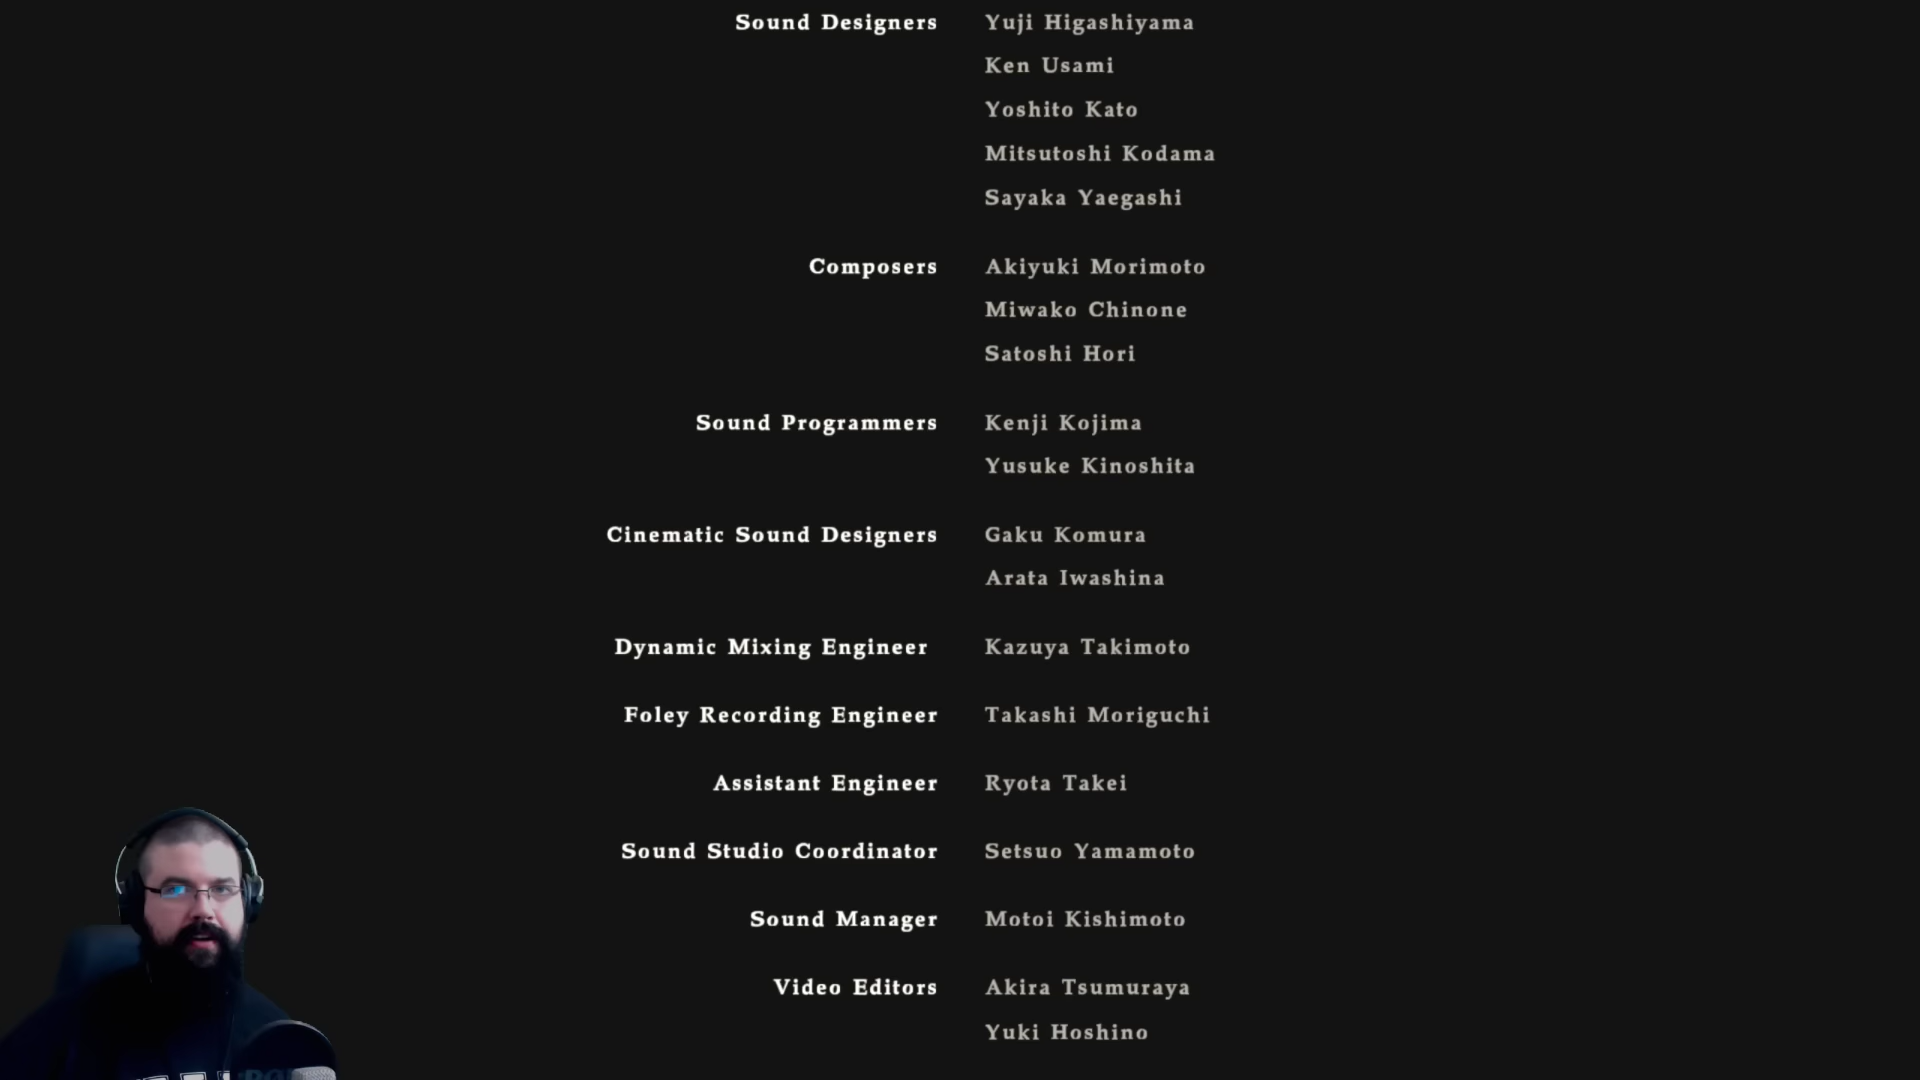 Sound Designers Yuji Higashiyama
Ken Usami
Yoshito Kato
Mitsutoshi Kodama
Sayaka Yaegashi
Composers Akiyuki Morimoto
Miwako Chinone
Satoshi Hori
Sound Programmers Kenji Kojima
Yusuke Kinoshita
Cinematic Sound Designers Gaku Komura
Arata Iwashina
Dynamic Mixing Engineer Kazuya Takimoto
Foley Recording Engineer Takashi Moriguchi
Assistant Engineer Ryota Takei
Sound Studio Coordinator Setsuo Yamamoto
Sound Manager Motoi Kishimoto
Video Editors Akira Tsumuraya
Yuki Hoshino